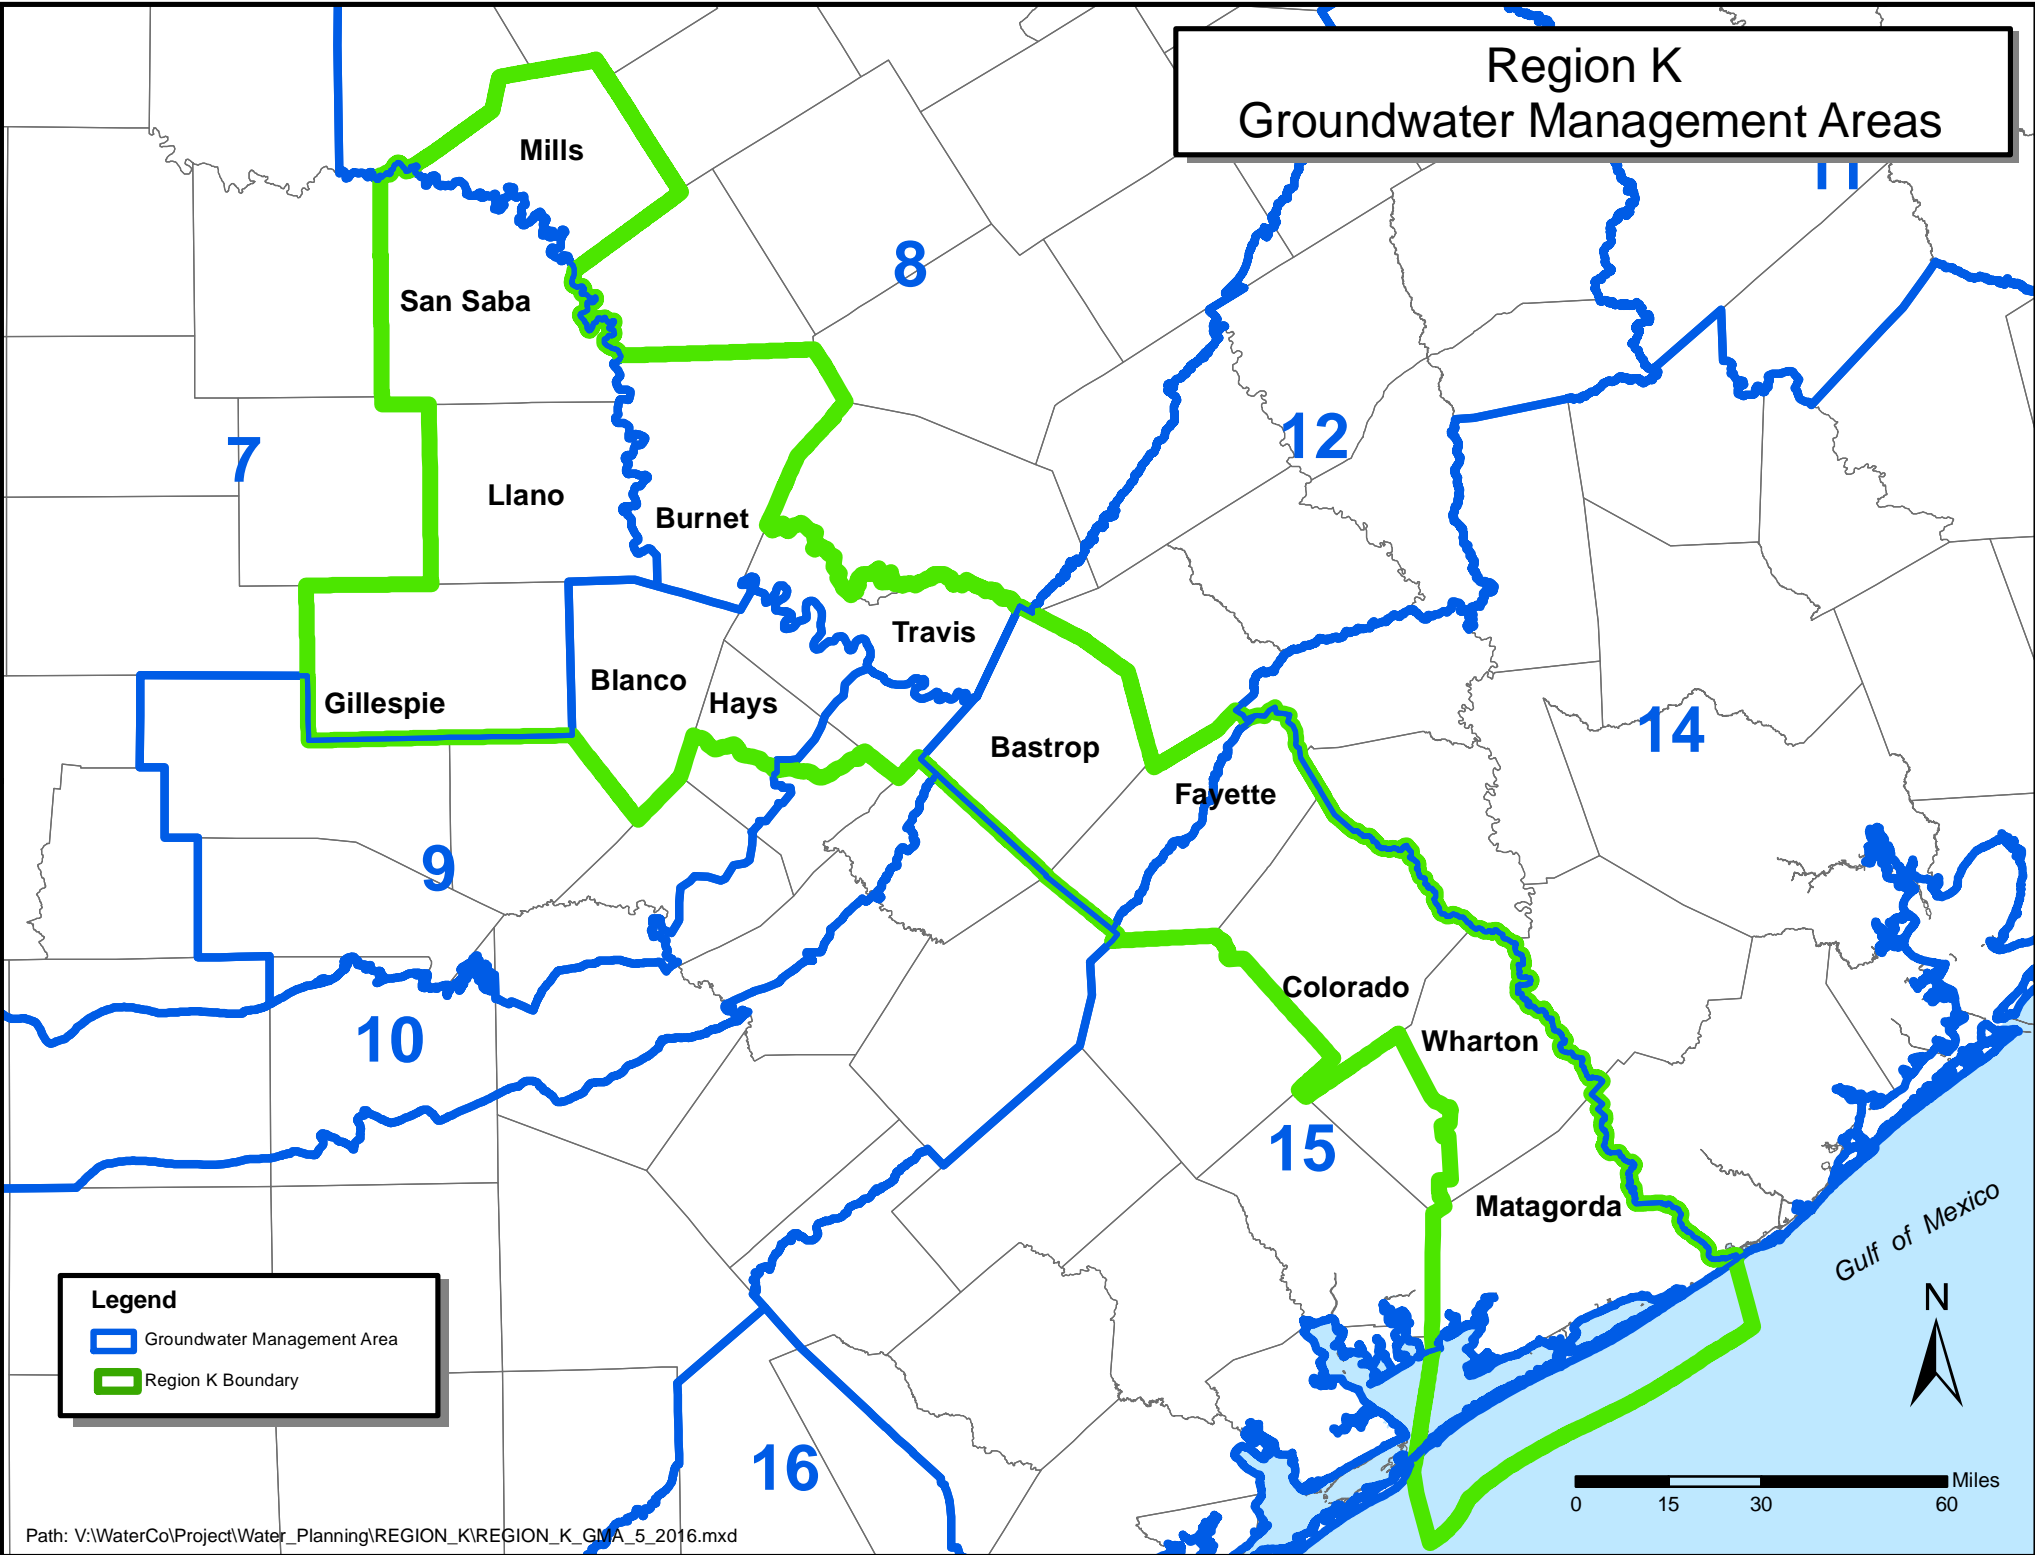 Region K
Groundwater Management Areas
11
Mills
8
San Saba
12
7
Llano
Burnet
Travis
Blanco
Hays
Gillespie
14
Bastrop
Fayette
9
Colorado
10
Wharton
15
Matagorda
Gulf of Mexico
N
Legend
Groundwater Management Area
Region K Boundary
16
Miles
0 15 30 60
Path: V:\WaterCo\Project\Water_Planning\REGION_K\REGION_K_GMA_5_2016.mxd